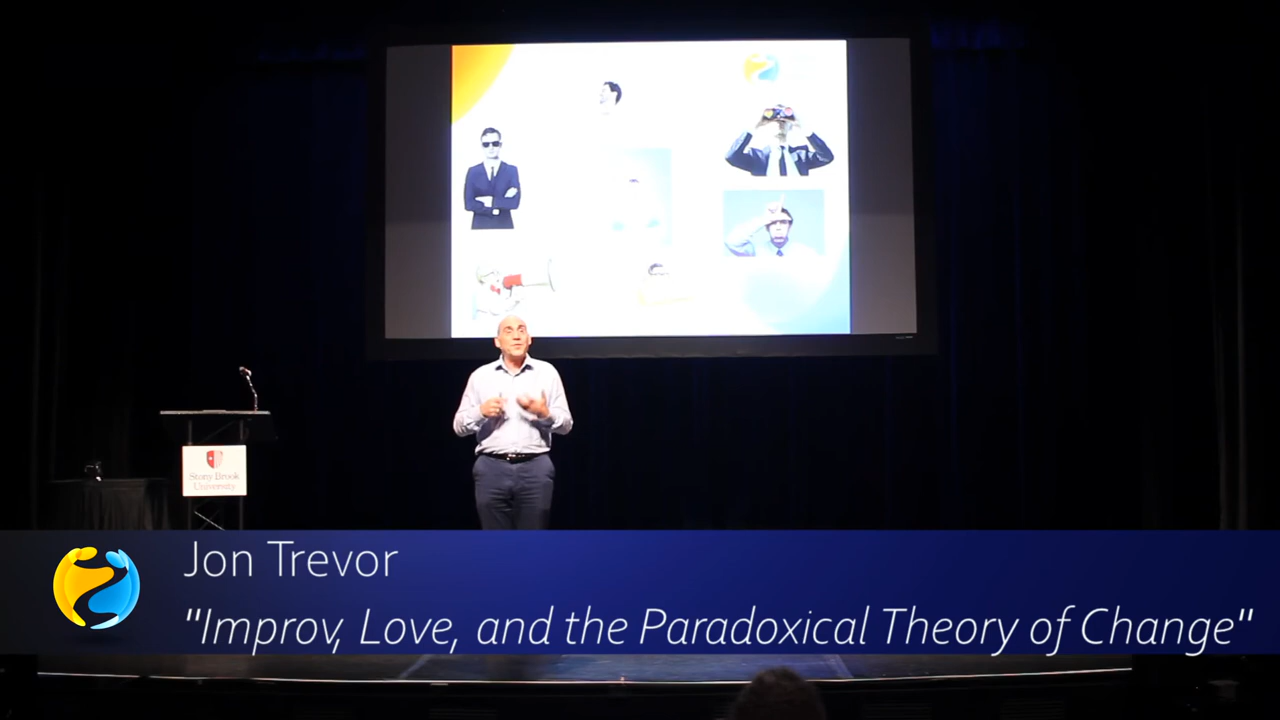 Stony Brook
University
Jon Trevor
"Improv, Love, and the Paradoxical Theory of Change"